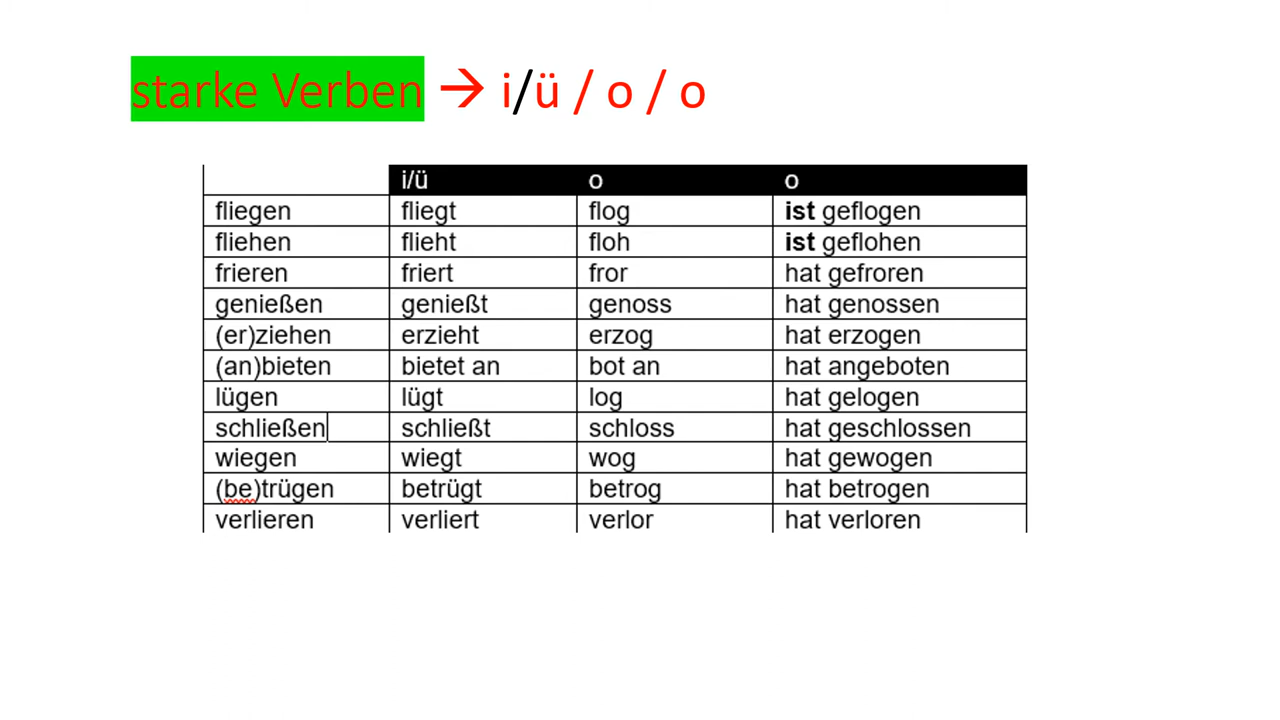 starke Verben → i/ü / o / o
i/ü o o
fliegen fliegt flog ist geflogen
fliehen flieht floh ist geflohen
frieren friert fror hat gefroren
genießen genießt genoss hat genossen
(er)ziehen erzieht erzog hat erzogen
(an)bieten bietet an bot an hat angeboten
lügen lügt log hat gelogen
schließen schließt schloss hat geschlossen
wiegen wiegt wog hat gewogen
(be)trügen betrügt betrog hat betrogen
verlieren verliert verlor hat verloren